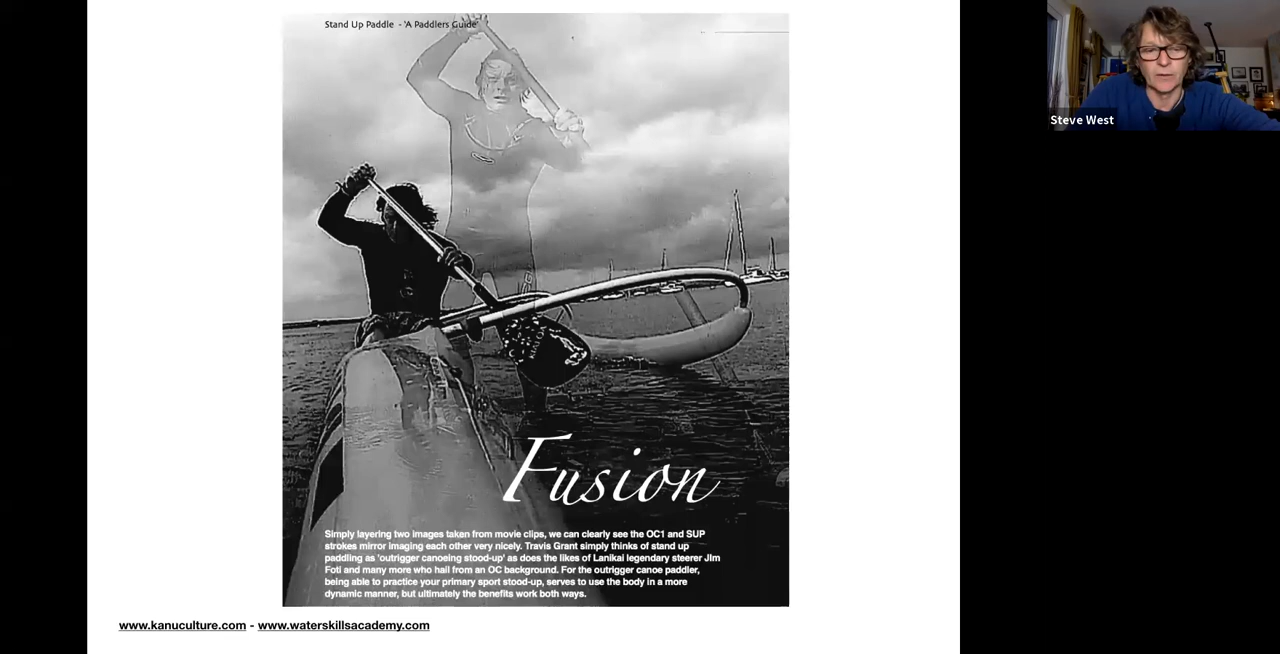 Stand Up Paddle - 'A Paddlers Guide'
Steve West
Fusion
Simply layering two images taken from movie clips, we can clearly see the OC1 and SUP
strokes mirror imaging each other very nicely. Travis Grant simply thinks of stand up
paddling as 'outrigger canoeing stood-up' as does the likes of Lanikai legendary steerer Jim
Foti and many more who hail from an OC background. For the outrigger canoe paddler,
being able to practice your primary sport stood-up, serves to use the body in a more
dynamic manner, but ultimately the benefits work both ways.
www.kanuculture.com - www.waterskillsacademy.com